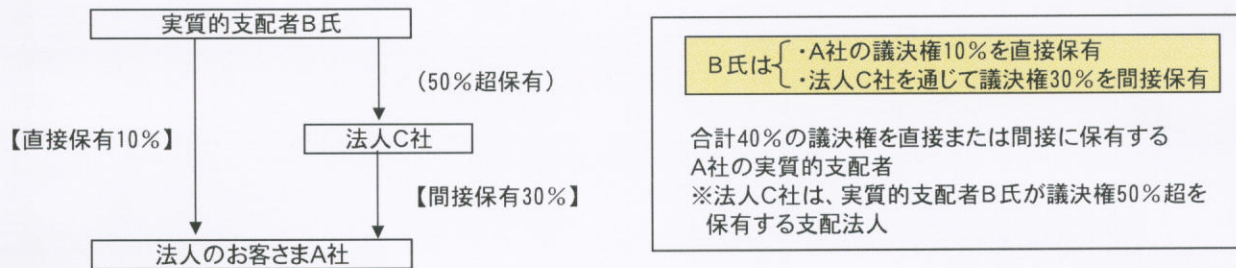 実質的支配者B氏
(50%超保有)
【直接保有10%】
法人C社
【間接保有30%】
法人のお客さまA社
B氏は
・A社の議決権10%を直接保有
・法人C社を通じて議決権30%を間接保有
合計40%の議決権を直接または間接に保有する
A社の実質的支配者
※法人C社は、実質的支配者B氏が議決権50%超を
保有する支配法人